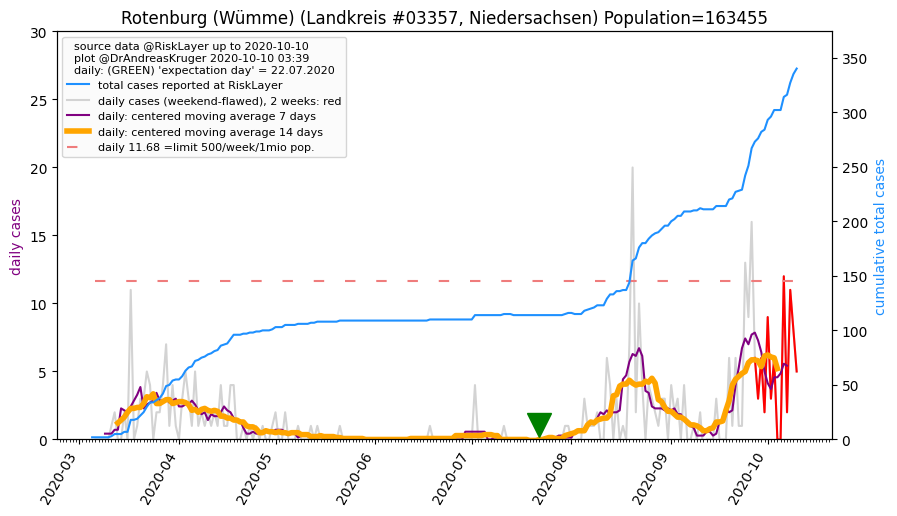 Rotenburg (Wümme) (Landkreis #03357, Niedersachsen) Population=163455
source data @RiskLayer up to 2020-10-10
plot @DrAndreasKruger 2020-10-10 03:39
daily: (GREEN) 'expectation day' = 22.07.2020
total cases reported at RiskLayer
daily cases (weekend-flawed), 2 weeks: red
daily: centered moving average 7 days
daily: centered moving average 14 days
daily 11.68 =limit 500/week/1mio pop.
daily cases
30
25
20
15
10
5
0
350
300
250
200
150
100
50
0
cumulative total cases
2020-03
2020-04
2020-05
2020-06
2020-07
2020-08
2020-09
2020-10